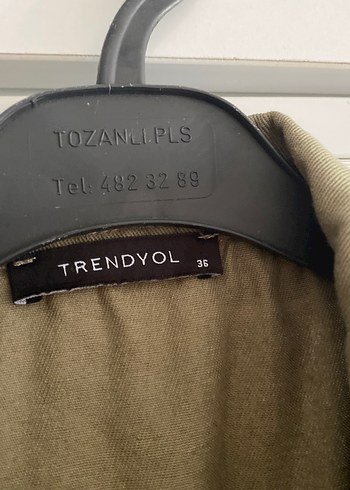 TOZANLI.PLS
Tel: 482 32 89
TRENDYOL 36